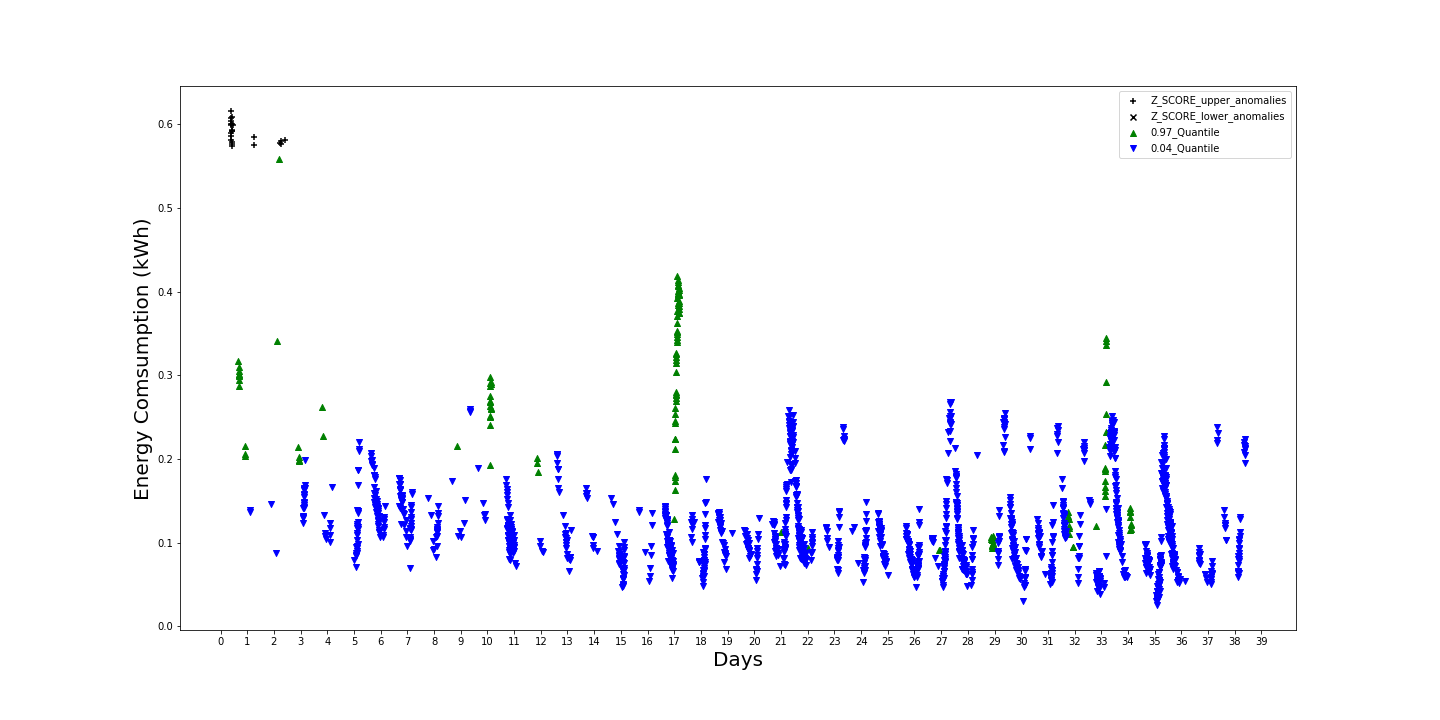 0.6
0.5
0.4
0.3
0.2
0.1
0.0
Energy Comsumption (kWh)
Z_SCORE_upper_anomalies
Z_SCORE_lower_anomalies
0.97_Quantile
0.04_Quantile
0 1 2 3 4 5 6 7 8 9 10 11 12 13 14 15 16 17 18 19 20 21 22 23 24 25 26 27 28 29 30 31 32 33 34 35 36 37 38 39
Days